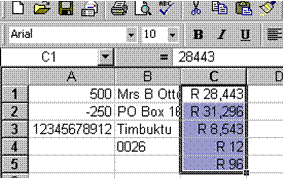 Arial 10 B I U
C1 = 28443
A B C D
1 500 Mrs B Otte R 28,443
2 -250 PO Box 16 R 31,296
3 12345678912 Timbuktu R 8,543
4 0026 R 12
5 R 96